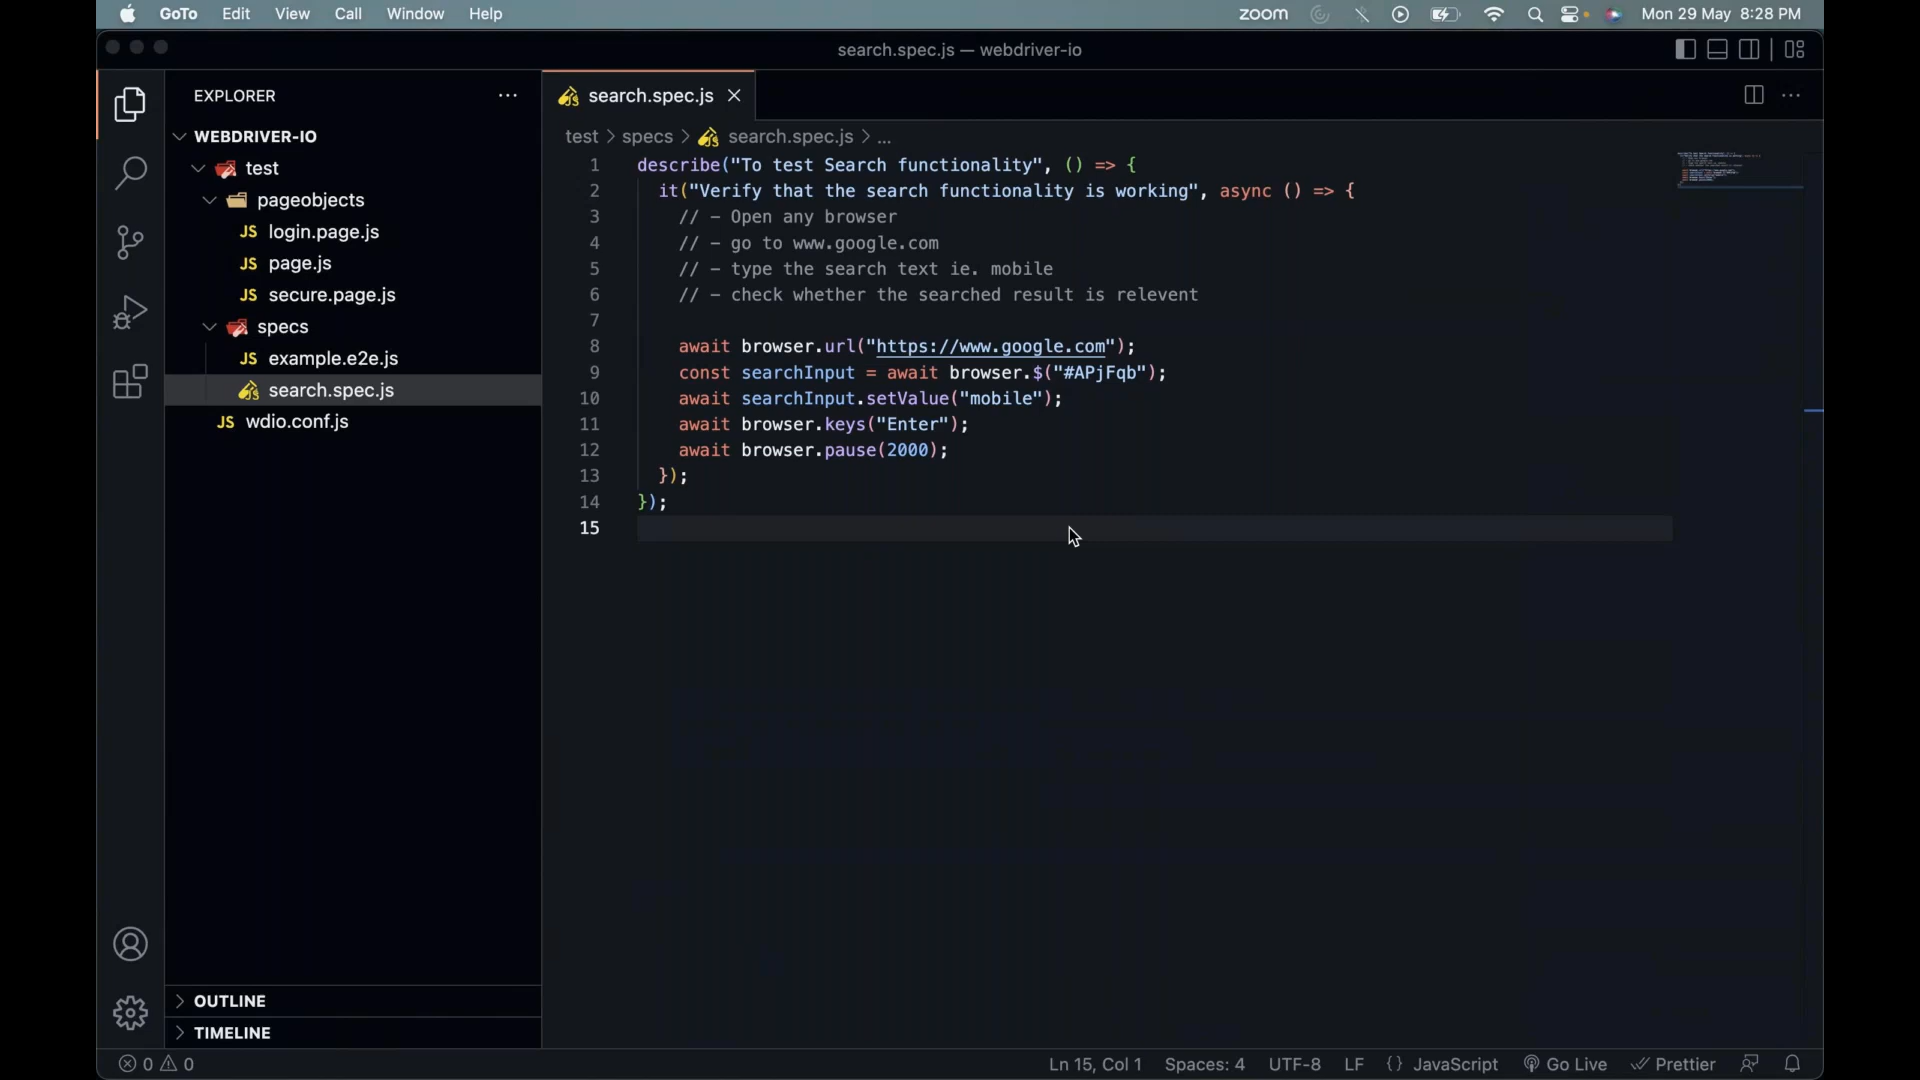 GoTo Edit View Call Window Help zoom Mon 29 May 8:28 PM
search.spec.js — webdriver-io
EXPLORER
WEBDRIVER-IO
test
pageobjects
JS login.page.js
JS page.js
JS secure.page.js
specs
JS example.e2e.js
search.spec.js
JS wdio.conf.js
OUTLINE
TIMELINE
search.spec.js
test > specs > search.spec.js > ...
1 describe("To test Search functionality", () => {
2 it("Verify that the search functionality is working", async () => {
3 // - Open any browser
4 // - go to www.google.com
5 // - type the search text ie. mobile
6 // - check whether the searched result is relevent
7
8 await browser.url("https://www.google.com");
9 const searchInput = await browser.$("#APjFqb");
10 await searchInput.setValue("mobile");
11 await browser.keys("Enter");
12 await browser.pause(2000);
13 });
14 });
15
0 0 Ln 15, Col 1 Spaces: 4 UTF-8 LF {} JavaScript Go Live Prettier